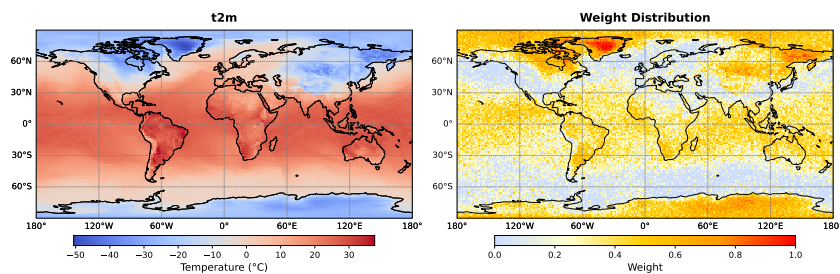 t2m
Weight Distribution
60°N
30°N
0°
30°S
60°S
180° 120°W 60°W 0° 60°E 120°E 180°
60°N
30°N
0°
30°S
60°S
180° 120°W 60°W 0° 60°E 120°E 180°
−50 −40 −30 −20 −10 0 10 20 30
Temperature (°C)
0.0 0.2 0.4 0.6 0.8 1.0
Weight